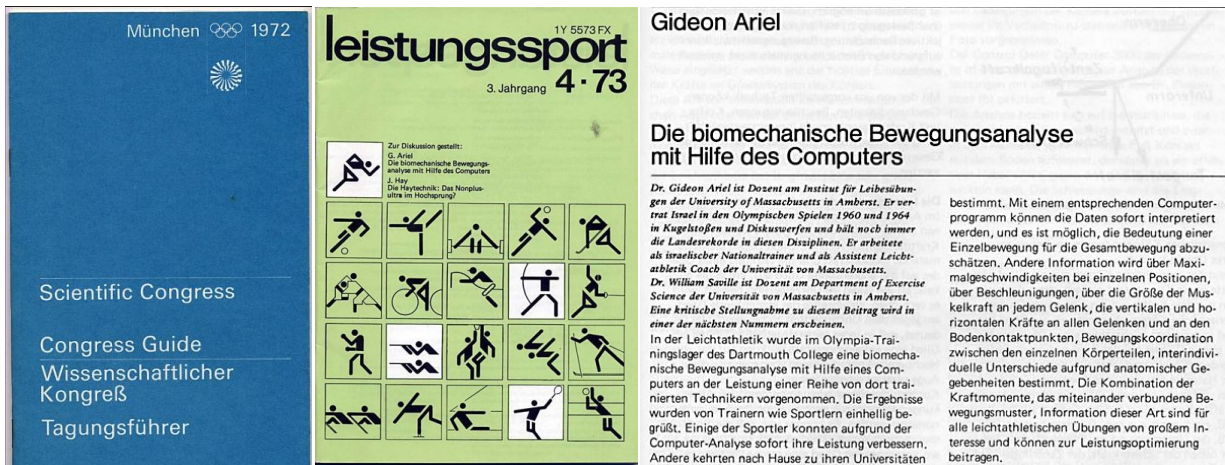 München 1972
Scientific Congress
Congress Guide
Wissenschaftlicher
Kongreß
Tagungsführer
1Y 5573 FX
leistungssport
3. Jahrgang 4·73
Zur Diskussion gestellt:
G. Ariel
Die biomechanische Bewegungs-
analyse mit Hilfe des Computers
J. Hay
Die Haytechnik: Das Nonplus-
ultra im Hochsprung?
Gideon Ariel
Die biomechanische Bewegungsanalyse
mit Hilfe des Computers
Dr. Gideon Ariel ist Dozent am Institut für Leibesübun-
gen der University of Massachusetts in Amberst. Er ver-
trat Israel in den Olympischen Spielen 1960 und 1964
in Kugelstoßen und Diskuswerfen und hält noch immer
die Landesrekorde in diesen Disziplinen. Er arbeitete
als israelischer Nationaltrainer und als Assistent Leicht-
athletik Coach der Universität von Massachusetts.
Dr. William Saville ist Dozent am Department of Exercise
Science der Universität von Massachusetts in Amberst.
Eine kritische Stellungnahme zu diesem Beitrag wird in
einer der nächsten Nummern erscheinen.
In der Leichtathletik wurde im Olympia-Trai-
ningslager des Dartmouth College eine biomecha-
nische Bewegungsanalyse mit Hilfe eines Com-
puters an der Leistung einer Reihe von dort trai-
nierten Technikern vorgenommen. Die Ergebnisse
wurden von Trainern wie Sportlern einhellig be-
grüßt. Einige der Sportler konnten aufgrund der
Computer-Analyse sofort ihre Leistung verbessern.
Andere kehrten nach Hause zu ihren Universitäten
bestimmt. Mit einem entsprechenden Computer-
programm können die Daten sofort interpretiert
werden, und es ist möglich, die Bedeutung einer
Einzelbewegung für die Gesamtbewegung abzu-
schätzen. Andere Information wird über Maxi-
malgeschwindigkeiten bei einzelnen Positionen,
über Beschleunigungen, über die Größe der Mus-
kelkraft an jedem Gelenk, die vertikalen und ho-
rizontalen Kräfte an allen Gelenken und an den
Bodenkontaktpunkten, Bewegungskoordination
zwischen den einzelnen Körperteilen, interindivi-
duelle Unterschiede aufgrund anatomischer Ge-
gebenheiten bestimmt. Die Kombination der
Kraftmomente, das miteinander verbundene Be-
wegungsmuster, Information dieser Art sind für
alle leichtathletischen Übungen von großem In-
teresse und können zur Leistungsoptimierung
beitragen.